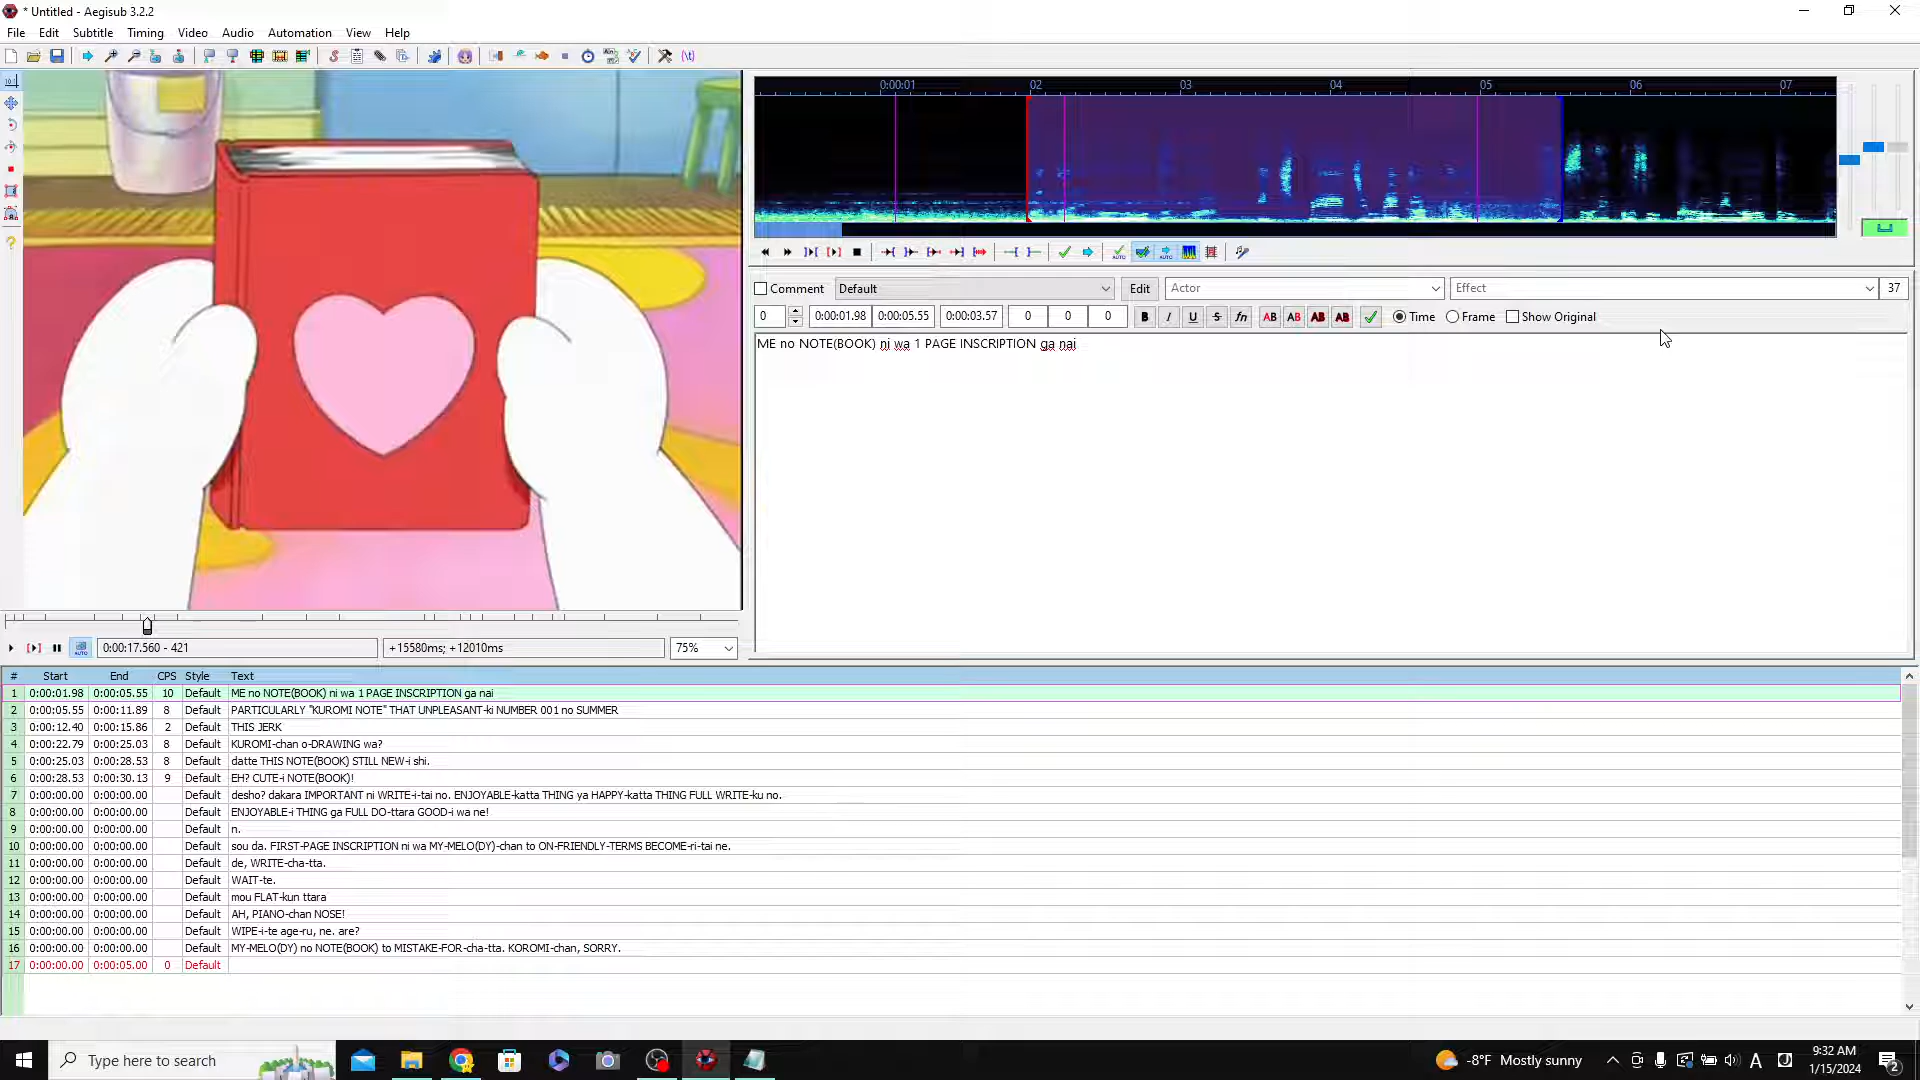 * Untitled - Aegisub 3.2.2
File Edit Subtitle Timing Video Audio Automation View Help
0:00:01 02 03 04 05 06 07
Comment Default Edit Actor Effect 37
0 0:00:01.98 0:00:05.55 0:00:03.57 0 0 0 B I U S fn AB AB AB AB Time Frame Show Original
ME no NOTE(BOOK) ni wa 1 PAGE INSCRIPTION ga nai
0:00:17.560 - 421 +15580ms; +12010ms 75%
# Start End CPS Style Text
1 0:00:01.98 0:00:05.55 10 Default ME no NOTE(BOOK) ni wa 1 PAGE INSCRIPTION ga nai
2 0:00:05.55 0:00:11.89 8 Default PARTICULARLY "KUROMI NOTE" THAT UNPLEASANT-ki NUMBER 001 no SUMMER
3 0:00:12.40 0:00:15.86 2 Default THIS JERK
4 0:00:22.79 0:00:25.03 8 Default KUROMI-chan o-DRAWING wa?
5 0:00:25.03 0:00:28.53 8 Default datte THIS NOTE(BOOK) STILL NEW-i shi.
6 0:00:28.53 0:00:30.13 9 Default EH? CUTE-i NOTE(BOOK)!
7 0:00:00.00 0:00:00.00 Default desho? dakara IMPORTANT ni WRITE-i-tai no. ENJOYABLE-katta THING ya HAPPY-katta THING FULL WRITE-ku no.
8 0:00:00.00 0:00:00.00 Default ENJOYABLE-i THING ga FULL DO-ttara GOOD-i wa ne!
9 0:00:00.00 0:00:00.00 Default n.
10 0:00:00.00 0:00:00.00 Default sou da. FIRST-PAGE INSCRIPTION ni wa MY-MELO(DY)-chan to ON-FRIENDLY-TERMS BECOME-ri-tai ne.
11 0:00:00.00 0:00:00.00 Default de, WRITE-cha-tta.
12 0:00:00.00 0:00:00.00 Default WAIT-te.
13 0:00:00.00 0:00:00.00 Default mou FLAT-kun ttara
14 0:00:00.00 0:00:00.00 Default AH, PIANO-chan NOSE!
15 0:00:00.00 0:00:00.00 Default WIPE-i-te age-ru, ne. are?
16 0:00:00.00 0:00:00.00 Default MY-MELO(DY) no NOTE(BOOK) to MISTAKE-FOR-cha-tta. KOROMI-chan, SORRY.
17 0:00:00.00 0:00:05.00 0 Default
Type here to search -8°F Mostly sunny A 9:32 AM
1/15/2024 2